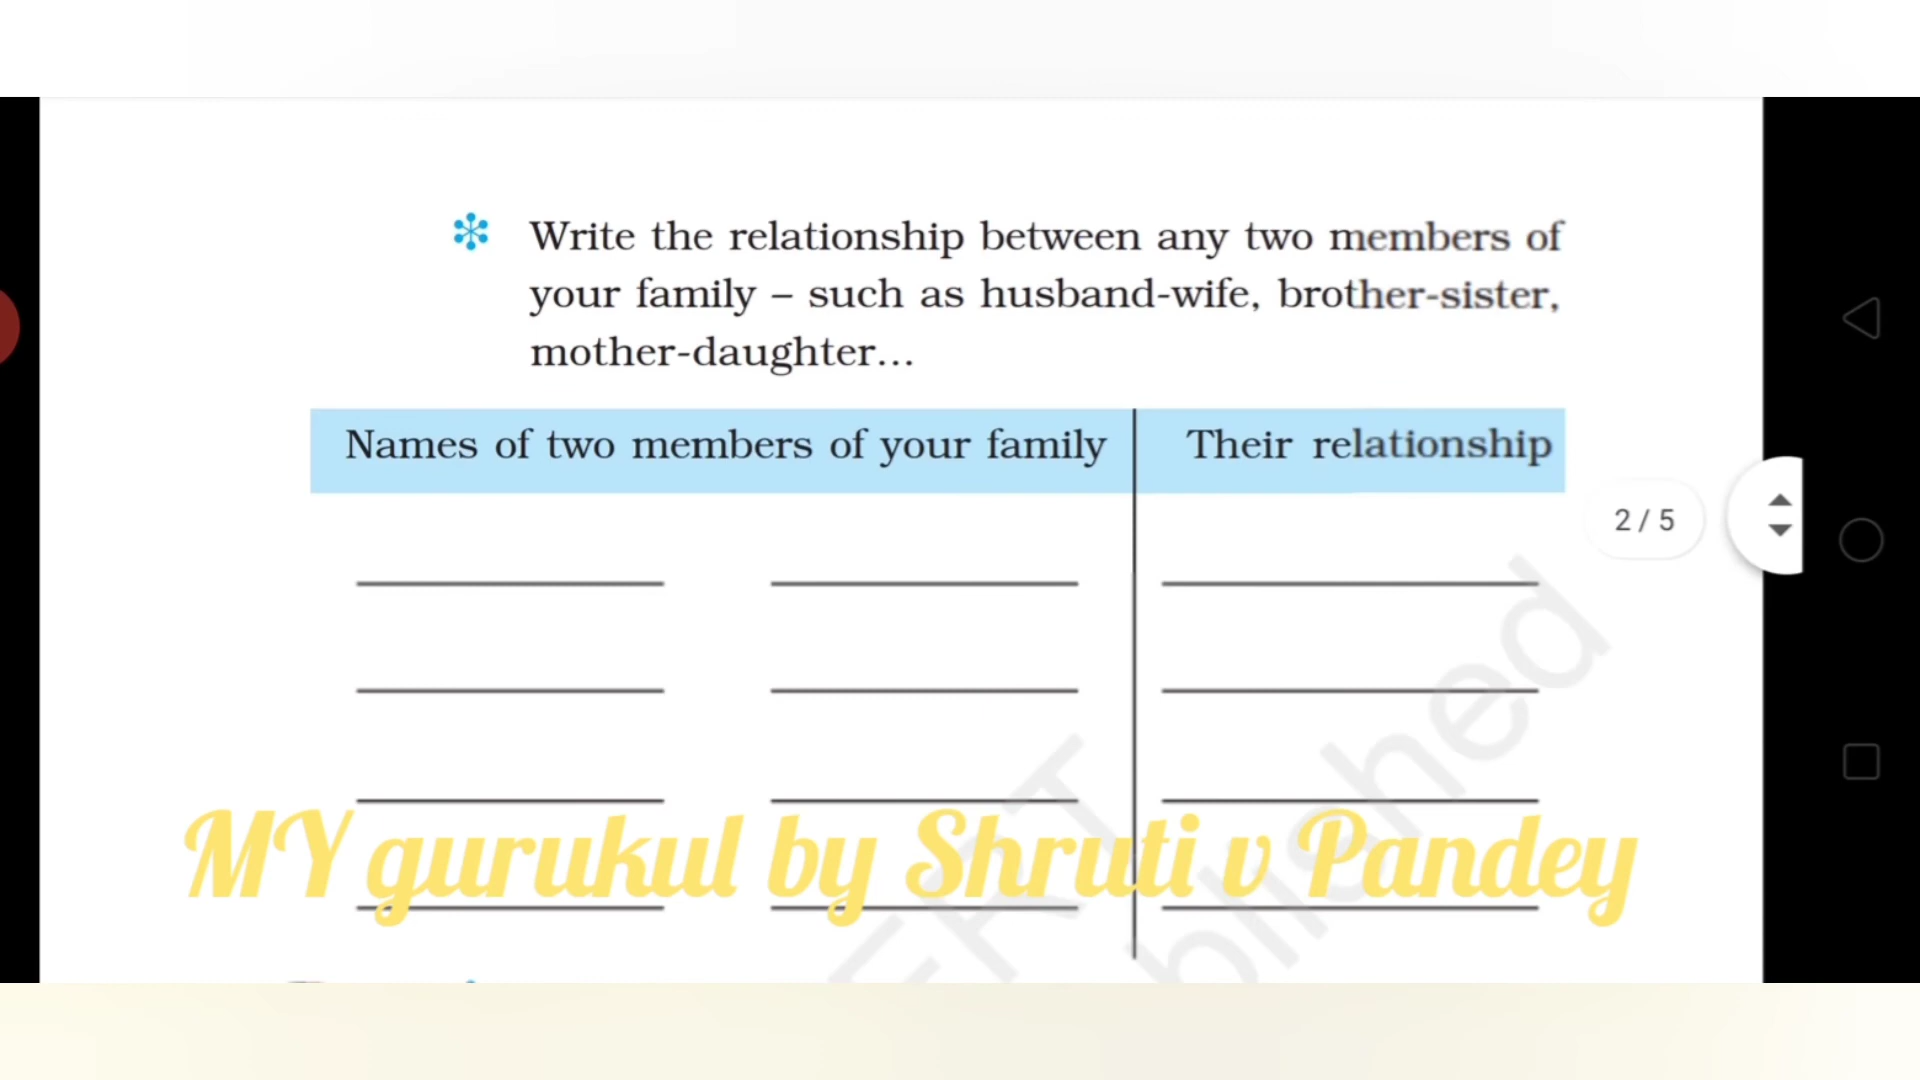 Write the relationship between any two members of
your family – such as husband-wife, brother-sister,
mother-daughter...
Names of two members of your family Their relationship
2 / 5
MY gurukul by Shruti v Pandey